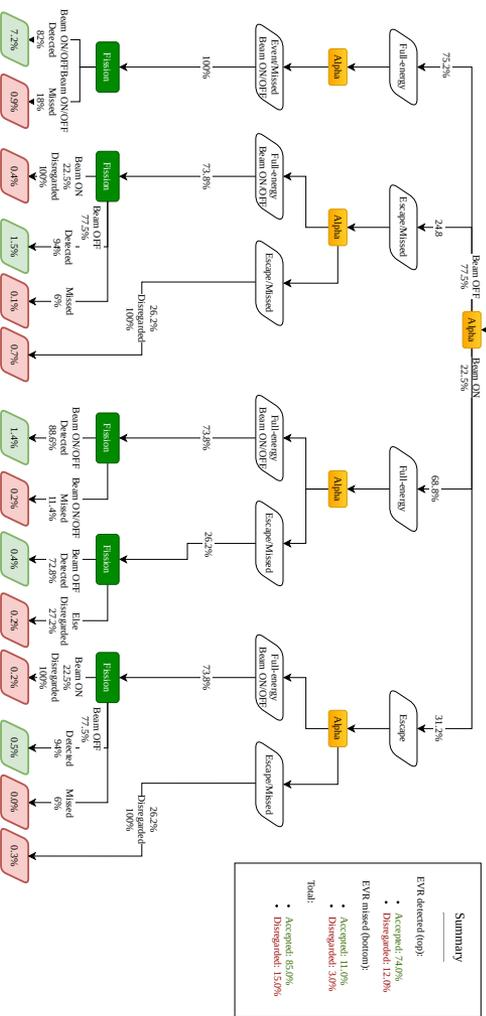 Alpha
Beam OFF
77.5%
Beam ON
22.5%
75.2%
24.8
68.8%
31.2%
Full-energy
Escape/Missed
Full-energy
Escape
Alpha
Alpha
Alpha
Alpha
Event/Missed
Beam ON/OFF
Full-energy
Beam ON/OFF
Escape/Missed
Full-energy
Beam ON/OFF
Escape/Missed
Full-energy
Beam ON/OFF
Escape/Missed
100%
73.8%
26.2%
Disregarded
100%
73.8%
26.2%
73.8%
26.2%
Disregarded
100%
Fission
Fission
Fission
Fission
Fission
Beam ON/OFF
Detected
82%
Beam ON/OFF
Missed
18%
Beam ON
22.5%
Disregarded
100%
Beam OFF
77.5%
Detected
94%
Missed
6%
Beam ON/OFF
Detected
88.6%
Beam ON/OFF
Missed
11.4%
Beam OFF
Detected
72.8%
Else
Disregarded
27.2%
Beam ON
22.5%
Disregarded
100%
Beam OFF
77.5%
Detected
94%
Missed
6%
7.2%
0.9%
0.4%
1.5%
0.1%
0.7%
1.4%
0.2%
0.4%
0.2%
0.2%
0.5%
0.0%
0.3%
Summary
EVR detected (top):
• Accepted: 74.0%
• Disregarded: 12.0%
EVR missed (bottom):
• Accepted: 11.0%
• Disregarded: 3.0%
Total:
• Accepted: 85.0%
• Disregarded: 15.0%